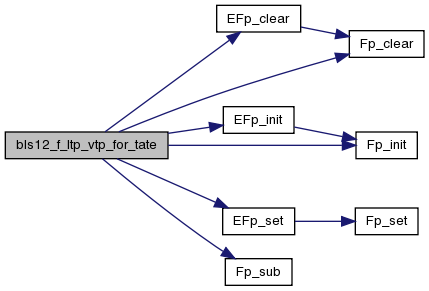 EFp_clear
Fp_clear
EFp_init
bls12_f_ltp_vtp_for_tate
Fp_init
EFp_set
Fp_set
Fp_sub